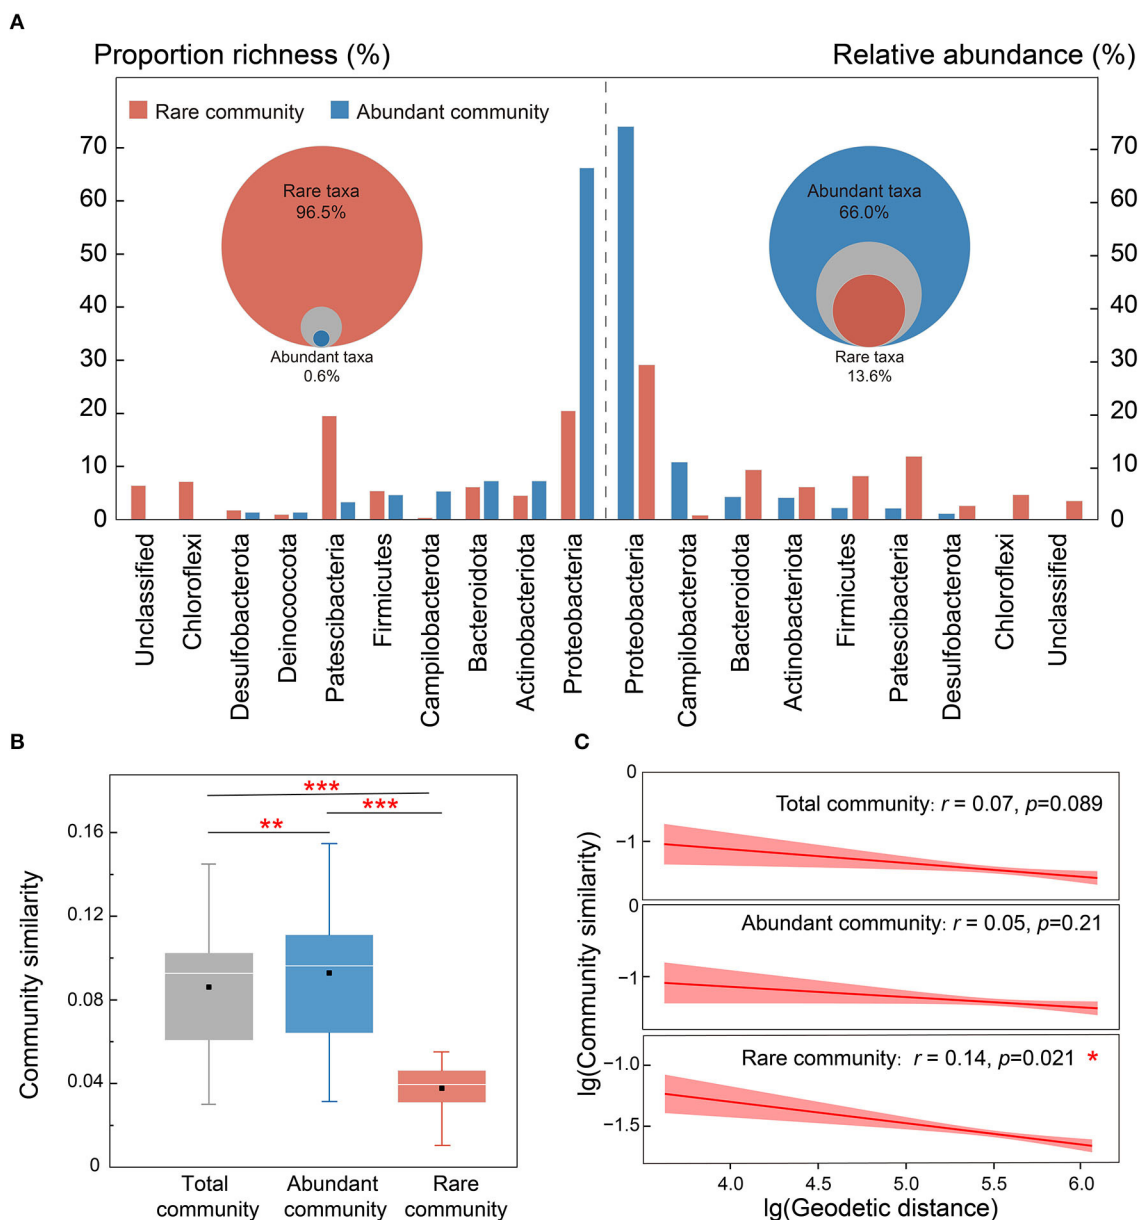 A
Proportion richness (%)
Relative abundance (%)
Rare community
Abundant community
70
60
50
40
30
20
10
0
Rare taxa
96.5%
Abundant taxa
0.6%
Abundant taxa
66.0%
Rare taxa
13.6%
70
60
50
40
30
20
10
0
Unclassified
Chloroflexi
Desulfobacterota
Deinococcota
Patescibacteria
Firmicutes
Campilobacterota
Bacteroidota
Actinobacteriota
Proteobacteria
Proteobacteria
Campilobacterota
Bacteroidota
Actinobacteriota
Firmicutes
Patescibacteria
Desulfobacterota
Chloroflexi
Unclassified
B
Community similarity
0.16
0.12
0.08
0.04
0
***
***
**
Total
community
Abundant
community
Rare
community
C
lg(Community similarity)
0
−1
Total community: r = 0.07, p=0.089
0
−1
Abundant community: r = 0.05, p=0.21
−1.0
−1.5
Rare community: r = 0.14, p=0.021 *
4.0
4.5
5.0
5.5
6.0
lg(Geodetic distance)